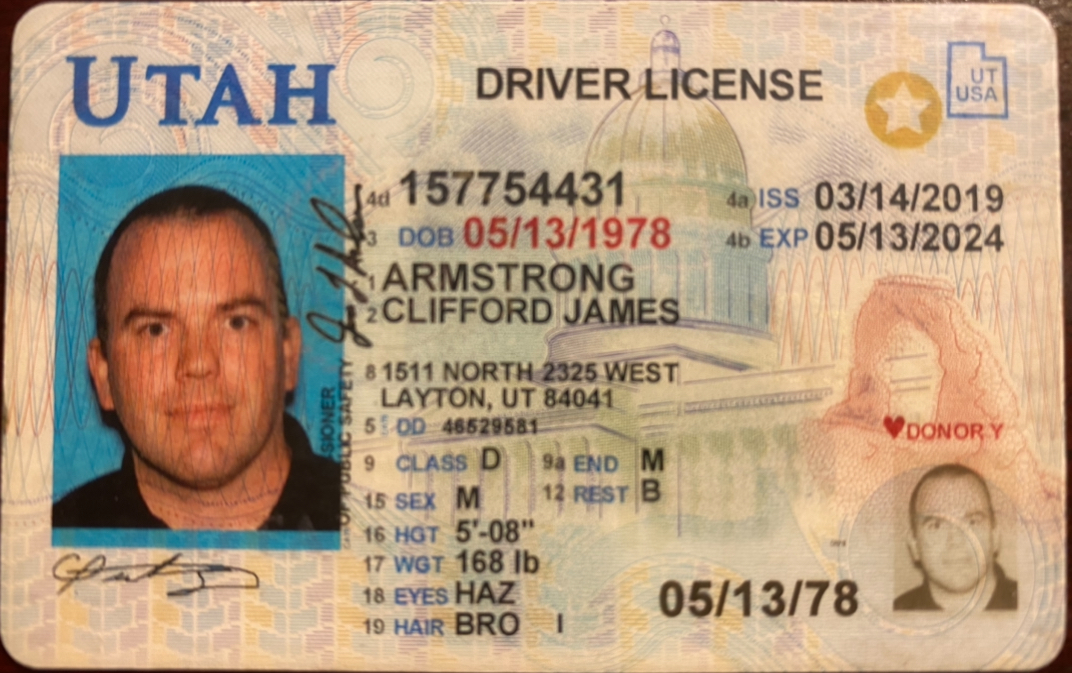 UTAH
DRIVER LICENSE
UT
USA
4d 157754431
4a ISS 03/14/2019
3 DOB 05/13/1978
4b EXP 05/13/2024
1 ARMSTRONG
2 CLIFFORD JAMES
8 1511 NORTH 2325 WEST
LAYTON, UT 84041
5 DD 46529581
♥DONOR Y
9 CLASS D 9a END M
15 SEX M 12 REST B
16 HGT 5'-08"
17 WGT 168 lb
18 EYES HAZ
19 HAIR BRO I
05/13/78
SIONER
OF PUBLIC SAFETY